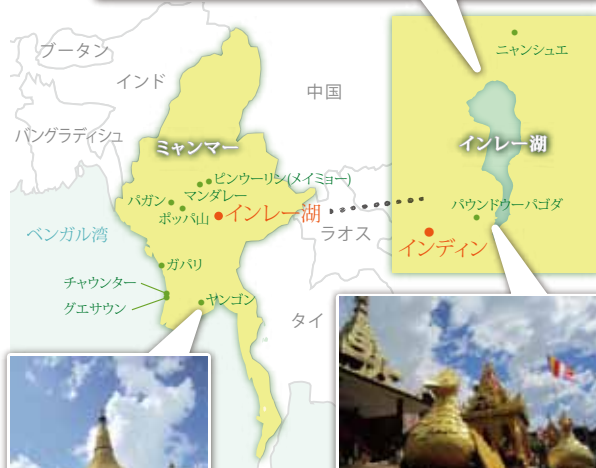 ブータン
インド
中国
バングラディシュ
ミャンマー
ピンウーリン(メイミョー)
マンダレー
パガン
ポッパ山
インレー湖
ラオス
ベンガル湾
ガパリ
チャウンター
グエサウン
ヤンゴン
タイ
ニャンシュエ
インレー湖
パウンドウーパゴダ
インディン